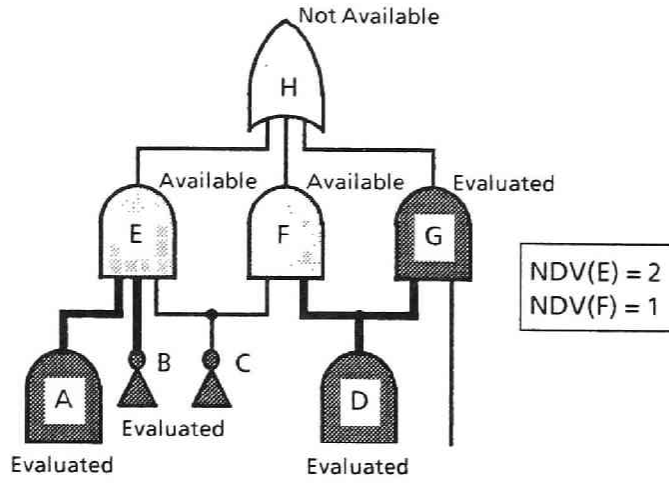 Not Available
H
Available
Available
Evaluated
E
F
G
NDV(E) = 2
NDV(F) = 1
A
B
C
D
Evaluated
Evaluated
Evaluated